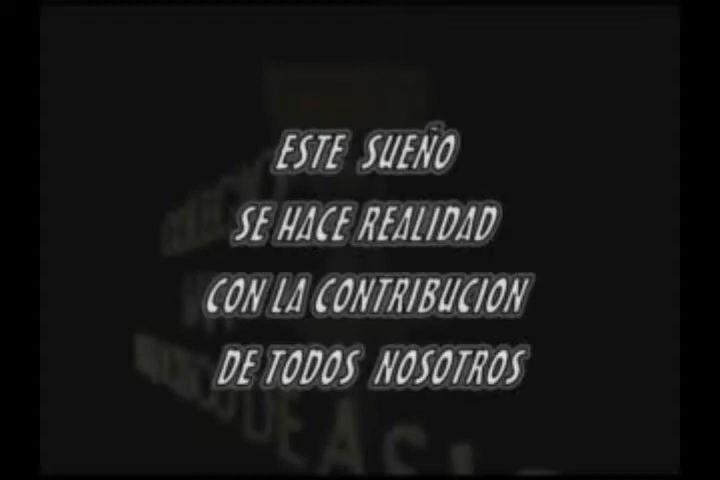 ESTE SUEÑO
SE HACE REALIDAD
CON LA CONTRIBUCION
DE TODOS NOSOTROS